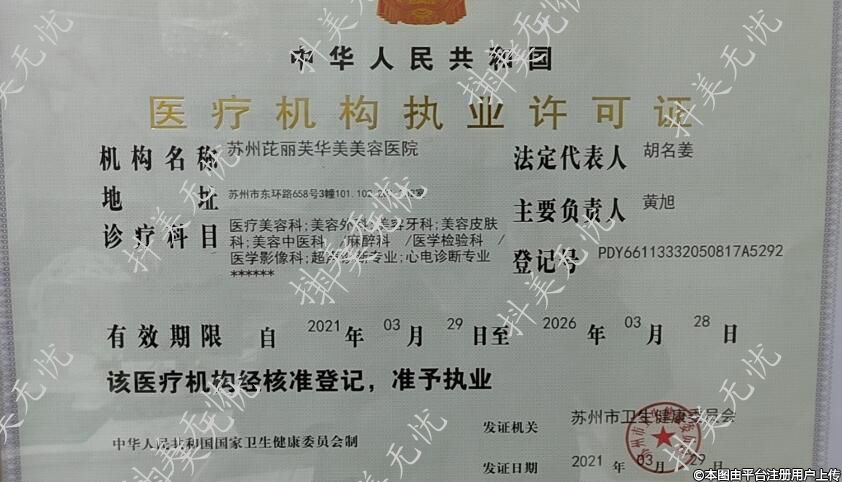 中华人民共和国
医疗机构执业许可证
机构名称 苏州芘丽芙华美美容医院
法定代表人 胡名姜
地 址 苏州市东环路658号3幢101.102
主要负责人 黄旭
诊疗科目 医疗美容科;美容外科;美容牙科;美容皮肤
科;美容中医科 /麻醉科 /医学检验科 /
医学影像科;超声诊断专业;心电诊断专业
******
登记号 PDY66113332050817A5292
有效期限 自 2021 年 03 月 29 日至 2026 年 03 月 28 日
该医疗机构经核准登记，准予执业
发证机关 苏州市卫生健康委员会
中华人民共和国国家卫生健康委员会制
发证日期 2021 年 03 月 29 日
抖美无忧
©本图由平台注册用户上传